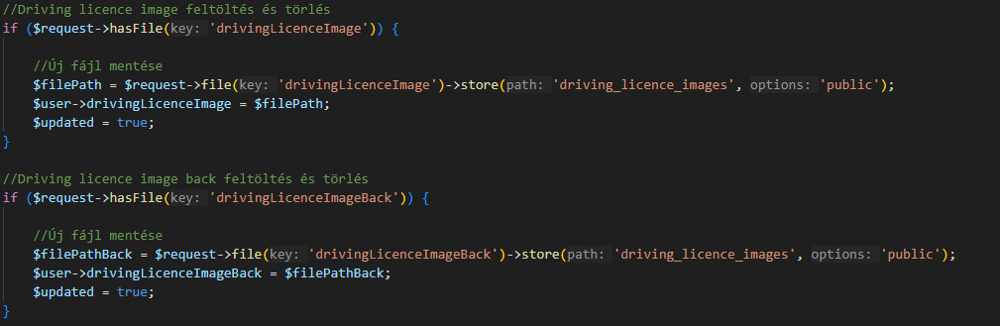 //Driving licence image feltöltés és törlés
if ($request->hasFile(key: 'drivingLicenceImage')) {
//Új fájl mentése
$filePath = $request->file(key: 'drivingLicenceImage')->store(path: 'driving_licence_images', options: 'public');
$user->drivingLicenceImage = $filePath;
$updated = true;
}
//Driving licence image back feltöltés és törlés
if ($request->hasFile(key: 'drivingLicenceImageBack')) {
//Új fájl mentése
$filePathBack = $request->file(key: 'drivingLicenceImageBack')->store(path: 'driving_licence_images', options: 'public');
$user->drivingLicenceImageBack = $filePathBack;
$updated = true;
}